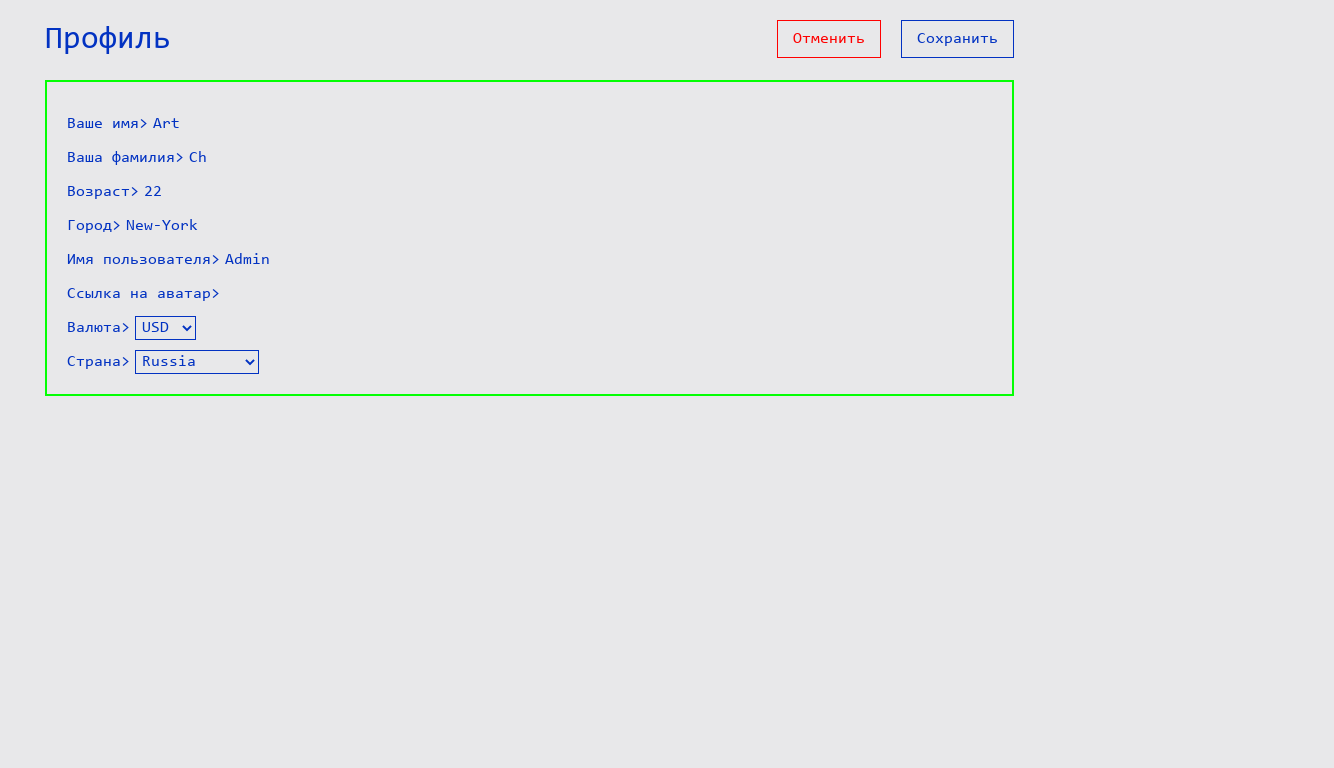 Профиль
Отменить
Сохранить
Ваше имя> Art
Ваша фамилия> Ch
Возраст> 22
Город> New-York
Имя пользователя> Admin
Ссылка на аватар>
Валюта> USD
Страна> Russia